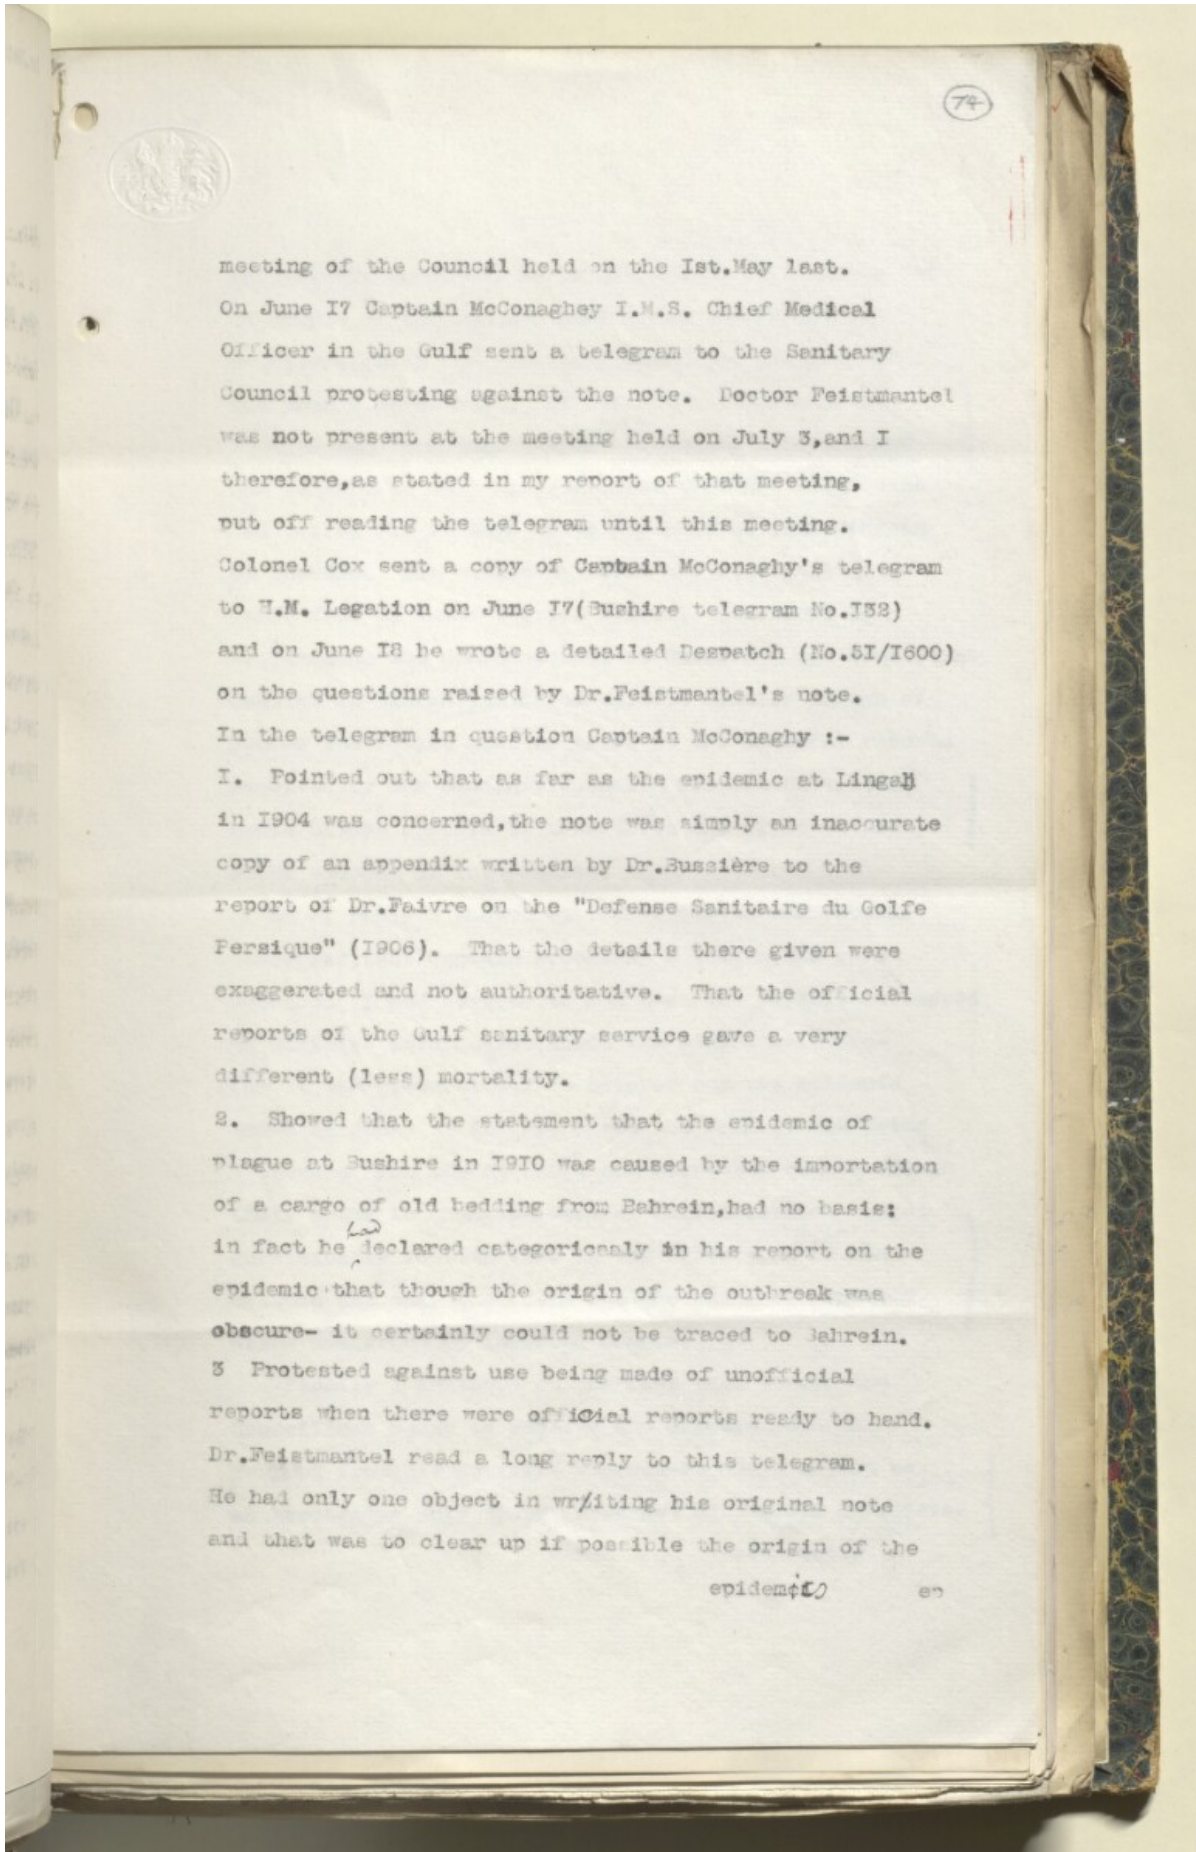 74
meeting of the Council held on the Ist.May last.
On June I7 Captain McConaghey I.M.S. Chief Medical
Officer in the Gulf sent a telegram to the Sanitary
Council protesting against the note. Doctor Feistmantel
was not present at the meeting held on July 3,and I
therefore,as stated in my report of that meeting,
put off reading the telegram until this meeting.
Colonel Cox sent a copy of Captain McConaghy's telegram
to H.M. Legation on June I7(Bushire telegram No.I32)
and on June I8 he wrote a detailed Despatch (No.5I/I600)
on the questions raised by Dr.Feistmantel's note.
In the telegram in question Captain McConaghy :-
I. Pointed out that as far as the epidemic at Lingah
in I904 was concerned,the note was simply an inaccurate
copy of an appendix written by Dr.Bussière to the
report of Dr.Faivre on the "Defense Sanitaire du Golfe
Persique" (I906). That the details there given were
exaggerated and not authoritative. That the official
reports of the Gulf sanitary service gave a very
different (less) mortality.
2. Showed that the statement that the epidemic of
plague at Bushire in I9I0 was caused by the importation
of a cargo of old bedding from Bahrein,had no basis:
in fact he had declared categoricaaly in his report on the
epidemic that though the origin of the outbreak was
obscure- it certainly could not be traced to Bahrein.
3 Protested against use being made of unofficial
reports when there were official reports ready to hand.
Dr.Feistmantel read a long reply to this telegram.
He had only one object in writing his original note
and that was to clear up if possible the origin of the
epidemic ep